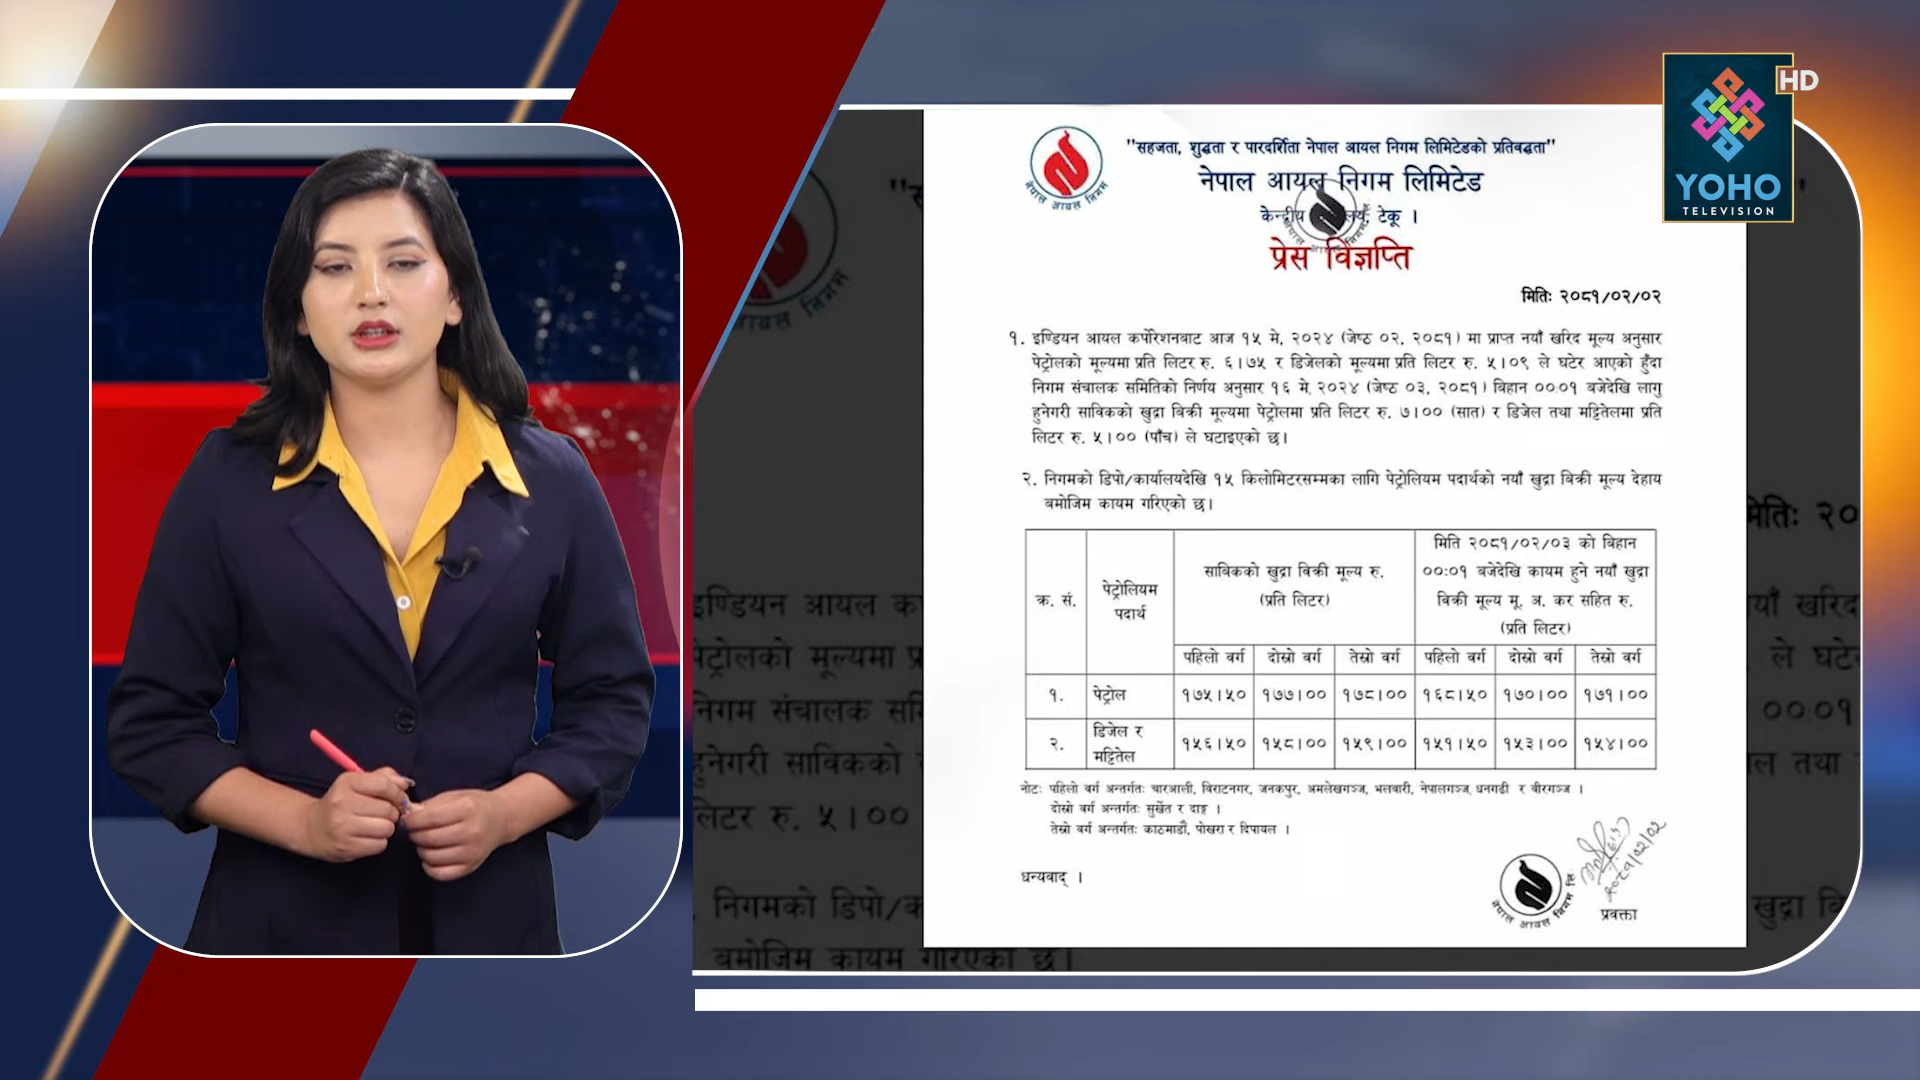 "सहजता, शुद्धता र पारदर्शिता नेपाल आयल निगम लिमिटेडको प्रतिबद्धता"
नेपाल आयल निगम लिमिटेड
टेकू ।
प्रेस विज्ञप्ति
नेपाल आयल निगम
मितिः २०८१/०२/०२
१. इण्डियन आयल कर्पोरेशनबाट आज १५ मे, २०२४ (जेष्ठ ०२, २०८१) मा प्राप्त नयाँ खरिद मूल्य अनुसार
पेट्रोलको मूल्यमा प्रति लिटर रु. ६।७५ र डिजेलको मूल्यमा प्रति लिटर रु. ५।०९ ले घटेर आएको हुँदा
निगम संचालक समितिको निर्णय अनुसार १६ मे, २०२४ (जेष्ठ ०३, २०८१) बिहान ००:०१ बजेदेखि लागु
हुनेगरी साविकको खुद्रा बिक्री मूल्यमा पेट्रोलमा प्रति लिटर रु. ७।०० (सात) र डिजेल तथा मट्टितेलमा प्रति
लिटर रु. ५।०० (पाँच) ले घटाइएको छ।
२. निगमको डिपो/कार्यालयदेखि १५ किलोमिटरसम्मका लागि पेट्रोलियम पदार्थको नयाँ खुद्रा बिक्री मूल्य देहाय
बमोजिम कायम गरिएको छ।
क्र. सं. पेट्रोलियम पदार्थ साविकको खुद्रा बिक्री मूल्य रु. (प्रति लिटर)
मिति २०८१/०२/०३ को बिहान
००:०१ बजेदेखि कायम हुने नयाँ खुद्रा
बिक्री मूल्य मू. अ. कर सहित रु.
(प्रति लिटर)
पहिलो वर्ग दोस्रो वर्ग तेस्रो वर्ग पहिलो वर्ग दोस्रो वर्ग तेस्रो वर्ग
१. पेट्रोल १७५।५० १७७।०० १७८।०० १६८।५० १७०।०० १७१।००
२. डिजेल र मट्टितेल १५६।५० १५८।०० १५९।०० १५१।५० १५३।०० १५४।००
नोटः पहिलो वर्ग अन्तर्गतः चारआली, विराटनगर, जनकपुर, अमलेखगञ्ज, भलवारी, नेपालगञ्ज, धनगढी र वीरगञ्ज ।
दोस्रो वर्ग अन्तर्गतः सुर्खेत र दाङ्ग ।
तेस्रो वर्ग अन्तर्गतः काठमाडौं, पोखरा र दिपायल ।
धन्यवाद् ।
नेपाल आयल निगम लि
२०८१/०२/०२
प्रवक्ता
YOHO
TELEVISION
HD